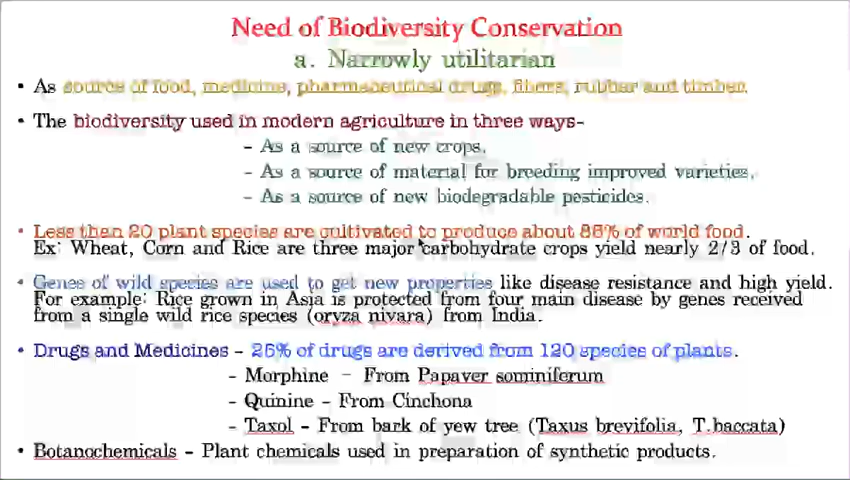 Need of Biodiversity Conservation
a. Narrowly utilitarian
• As source of food, medicine, pharmaceutical drugs, fibers, rubber and timber.
• The biodiversity used in modern agriculture in three ways-
- As a source of new crops.
- As a source of material for breeding improved varieties.
- As a source of new biodegradable pesticides.
• Less than 20 plant species are cultivated to produce about 85% of world food.
Ex: Wheat, Corn and Rice are three major carbohydrate crops yield nearly 2/3 of food.
• Genes of wild species are used to get new properties like disease resistance and high yield.
For example: Rice grown in Asia is protected from four main disease by genes received
from a single wild rice species (oryza nivara) from India.
• Drugs and Medicines - 25% of drugs are derived from 120 species of plants.
- Morphine - From Papaver sominiferum
- Quinine - From Cinchona
- Taxol - From bark of yew tree (Taxus brevifolia, T.baccata)
• Botanochemicals - Plant chemicals used in preparation of synthetic products.